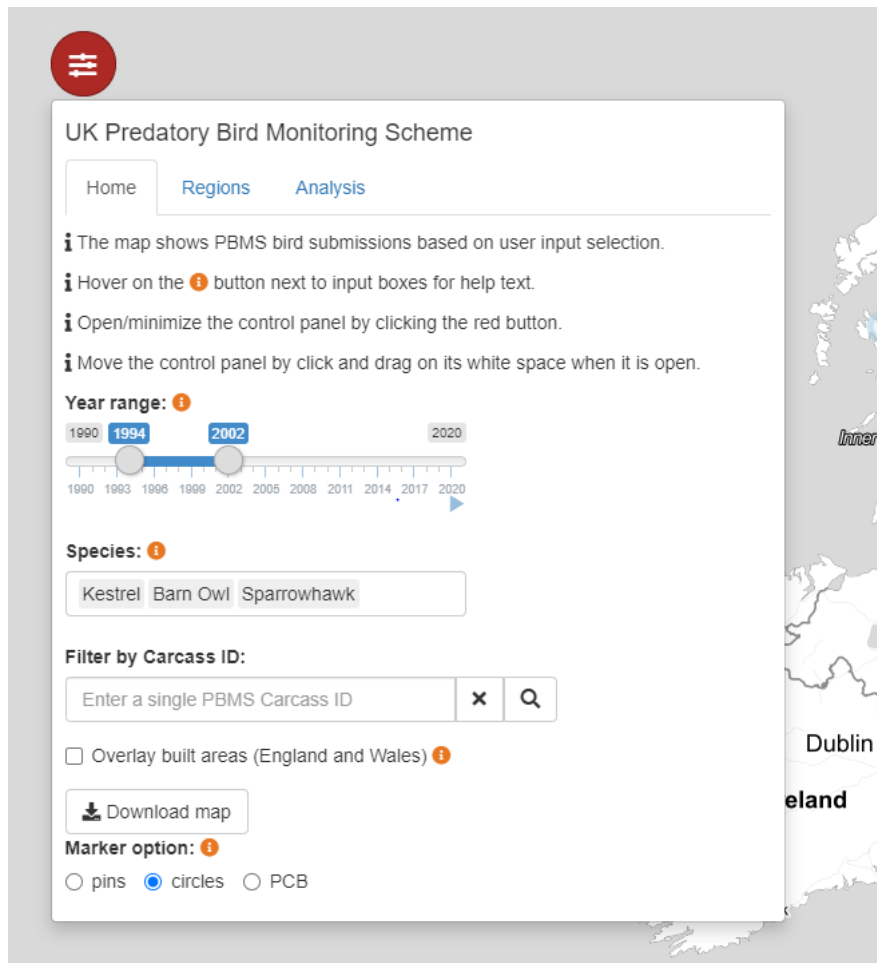 UK Predatory Bird Monitoring Scheme
Home Regions Analysis
i The map shows PBMS bird submissions based on user input selection.
i Hover on the i button next to input boxes for help text.
i Open/minimize the control panel by clicking the red button.
i Move the control panel by click and drag on its white space when it is open.
Year range: i
1990 1994 2002 2020
1990 1993 1996 1999 2002 2005 2008 2011 2014 2017 2020
Inner
Species: i
Kestrel Barn Owl Sparrowhawk
Filter by Carcass ID:
Enter a single PBMS Carcass ID
Overlay built areas (England and Wales) i
Dublin
Download map
eland
Marker option: i
pins circles PCB